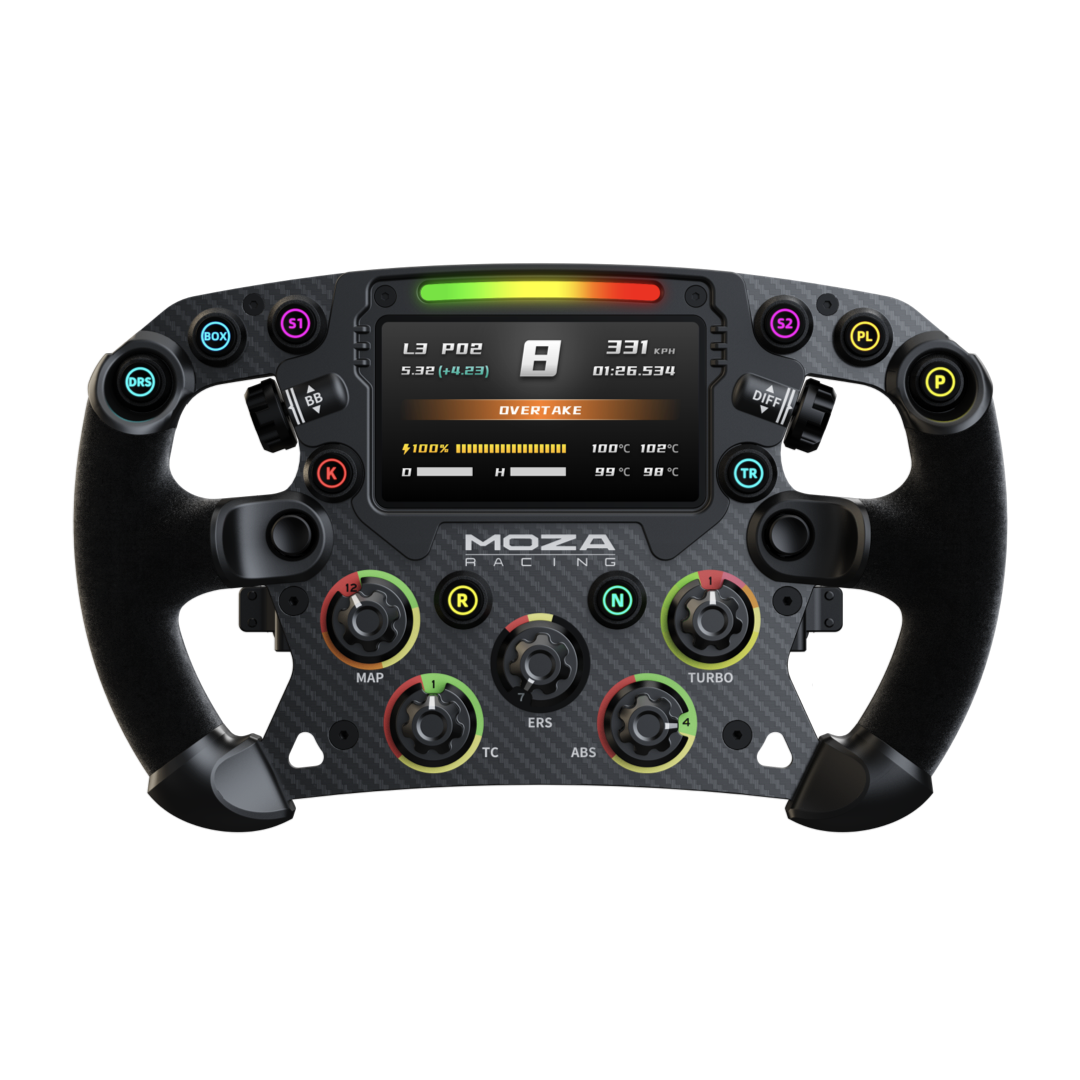 BOX
S1
S2
PL
DRS
P
BB
DIFF
L3 P02
8
331 KPH
5.32 (+4.23)
01:26.534
OVERTAKE
100%
100°C 102°C
D
H
99 °C 98 °C
K
TR
MOZA
RACING
12
R
N
1
MAP
TURBO
1
7
4
ERS
TC
ABS